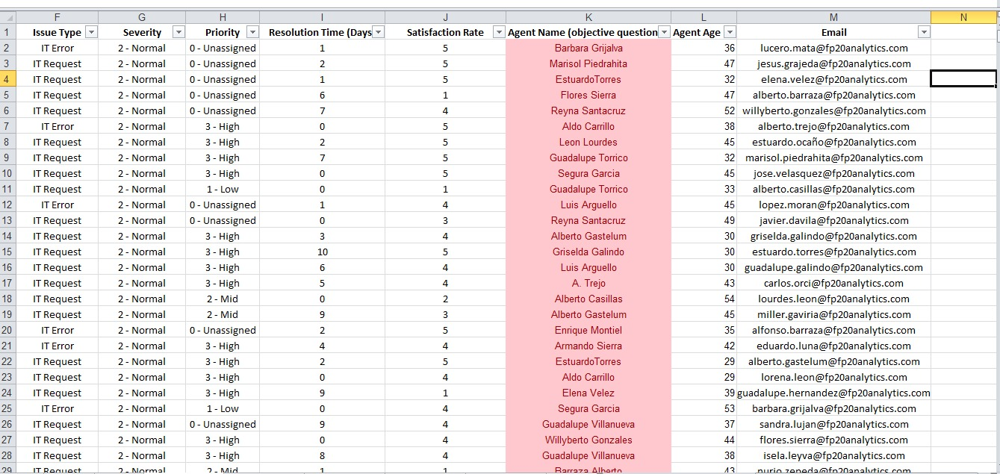 F G H I J K L M N
1 Issue Type Severity Priority Resolution Time (Days Satisfaction Rate Agent Name (objective question Agent Age Email
2 IT Error 2 - Normal 0 - Unassigned 1 5 Barbara Grijalva 36 lucero.mata@fp20analytics.com
3 IT Request 2 - Normal 0 - Unassigned 2 5 Marisol Piedrahita 47 jesus.grajeda@fp20analytics.com
4 IT Request 2 - Normal 0 - Unassigned 1 5 EstuardoTorres 32 elena.velez@fp20analytics.com
5 IT Request 2 - Normal 0 - Unassigned 6 1 Flores Sierra 47 alberto.barraza@fp20analytics.com
6 IT Request 2 - Normal 0 - Unassigned 7 4 Reyna Santacruz 52 willyberto.gonzales@fp20analytics.com
7 IT Error 2 - Normal 3 - High 0 5 Aldo Carrillo 38 alberto.trejo@fp20analytics.com
8 IT Request 2 - Normal 3 - High 2 5 Leon Lourdes 45 estuardo.ocaño@fp20analytics.com
9 IT Request 2 - Normal 3 - High 7 5 Guadalupe Torrico 32 marisol.piedrahita@fp20analytics.com
10 IT Request 2 - Normal 3 - High 0 5 Segura Garcia 45 jose.velasquez@fp20analytics.com
11 IT Request 2 - Normal 1 - Low 0 1 Guadalupe Torrico 33 alberto.casillas@fp20analytics.com
12 IT Error 2 - Normal 0 - Unassigned 1 4 Luis Arguello 45 lopez.moran@fp20analytics.com
13 IT Request 2 - Normal 0 - Unassigned 0 3 Reyna Santacruz 49 javier.davila@fp20analytics.com
14 IT Request 2 - Normal 3 - High 3 4 Alberto Gastelum 30 griselda.galindo@fp20analytics.com
15 IT Request 2 - Normal 3 - High 10 5 Griselda Galindo 30 estuardo.torres@fp20analytics.com
16 IT Request 2 - Normal 3 - High 6 4 Luis Arguello 30 guadalupe.galindo@fp20analytics.com
17 IT Request 2 - Normal 3 - High 5 4 A. Trejo 43 carlos.orci@fp20analytics.com
18 IT Request 2 - Normal 2 - Mid 0 2 Alberto Casillas 54 lourdes.leon@fp20analytics.com
19 IT Request 2 - Normal 2 - Mid 9 3 Alberto Gastelum 45 miller.gaviria@fp20analytics.com
20 IT Error 2 - Normal 0 - Unassigned 2 5 Enrique Montiel 35 alfonso.barraza@fp20analytics.com
21 IT Error 2 - Normal 3 - High 4 4 Armando Sierra 42 eduardo.luna@fp20analytics.com
22 IT Request 2 - Normal 3 - High 2 5 EstuardoTorres 29 alberto.gastelum@fp20analytics.com
23 IT Request 2 - Normal 3 - High 0 4 Aldo Carrillo 29 lorena.leon@fp20analytics.com
24 IT Request 2 - Normal 3 - High 9 1 Elena Velez 39 guadalupe.hernandez@fp20analytics.com
25 IT Error 2 - Normal 1 - Low 0 4 Segura Garcia 53 barbara.grijalva@fp20analytics.com
26 IT Request 2 - Normal 0 - Unassigned 9 4 Guadalupe Villanueva 37 sandra.lujan@fp20analytics.com
27 IT Request 2 - Normal 3 - High 0 4 Willyberto Gonzales 44 flores.sierra@fp20analytics.com
28 IT Request 2 - Normal 3 - High 8 4 Guadalupe Villanueva 38 isela.leyva@fp20analytics.com
29 IT Request 2 - Normal 2 - Mid 1 1 Barraza Alberto 43 nurio.zepeda@fp20analytics.com